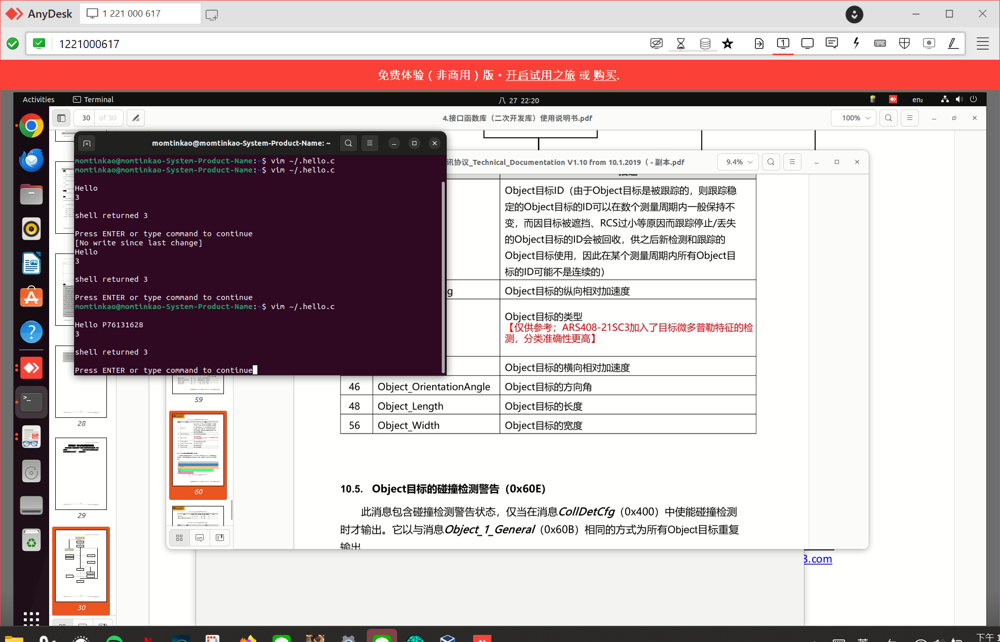 AnyDesk
1 221 000 617
1221000617
免费体验（非商用）版。开启试用之旅 或 购买.
Activities
Terminal
八 27 22:20
en₂
30 of 30
4.接口函数库（二次开发库）使用说明书.pdf
100%
momtinkao@momtinkao-System-Product-Name: ~
momtinkao@momtinkao-System-Product-Name:~$ vim ~/.hello.c
momtinkao@momtinkao-System-Product-Name:~$ vim ~/.hello.c
Hello
3
shell returned 3
Press ENTER or type command to continue
[No write since last change]
Hello
3
shell returned 3
Press ENTER or type command to continue
momtinkao@momtinkao-System-Product-Name:~$ vim ~/.hello.c
Hello P76131628
3
shell returned 3
Press ENTER or type command to continue
讯协议_Technical_Documentation V1.10 from 10.1.2019（ - 副本.pdf
9.4%
Object目标ID（由于Object目标是被跟踪的，则跟踪稳
定的Object目标的ID可以在数个测量周期内一般保持不
变，而因目标被遮挡、RCS过小等原因而跟踪停止/丢失
的Object目标的ID会被回收，供之后新检测和跟踪的
Object目标使用，因此在某个测量周期内所有Object目
标的ID可能不是连续的）
g Object目标的纵向相对加速度
Object目标的类型
【仅供参考；ARS408-21SC3加入了目标微多普勒特征的检
测，分类准确性更高】
Object目标的横向相对加速度
46 Object_OrientationAngle Object目标的方向角
48 Object_Length Object目标的长度
56 Object_Width Object目标的宽度
10.5. Object目标的碰撞检测警告（0x60E）
此消息包含碰撞检测警告状态，仅当在消息CollDetCfg（0x400）中使能碰撞检测
时才输出。它以与消息Object_1_General（0x60B）相同的方式为所有Object目标重复
输出
3.com
28
29
30
59
60
下午 1